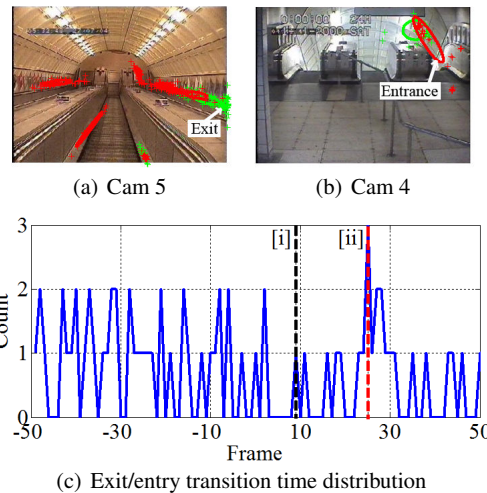 Exit
(a) Cam 5
Entrance
(b) Cam 4
3
[i]
[ii]
2
1
0
Count
-50
-30
-10
10
30
50
Frame
(c) Exit/entry transition time distribution